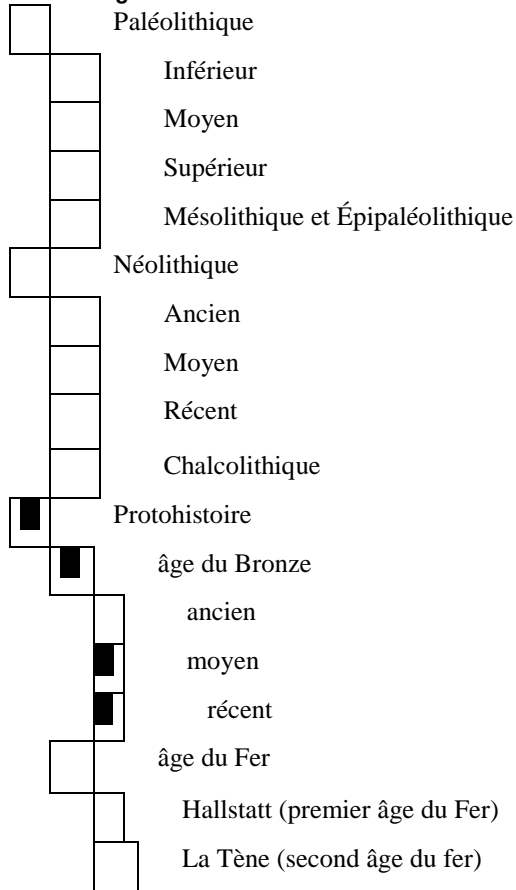 Paléolithique
Inférieur
Moyen
Supérieur
Mésolithique et Épipaléolithique
Néolithique
Ancien
Moyen
Récent
Chalcolithique
Protohistoire
âge du Bronze
ancien
moyen
récent
âge du Fer
Hallstatt (premier âge du Fer)
La Tène (second âge du fer)